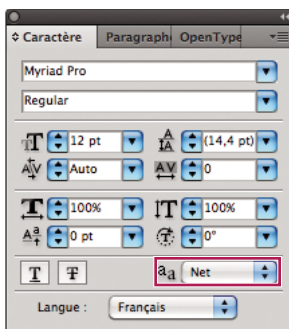 Caractère Paragraph OpenType
Myriad Pro
Regular
12 pt (14,4 pt)
Auto 0
100% 100%
0 pt 0°
T T aa Net
Langue : Français